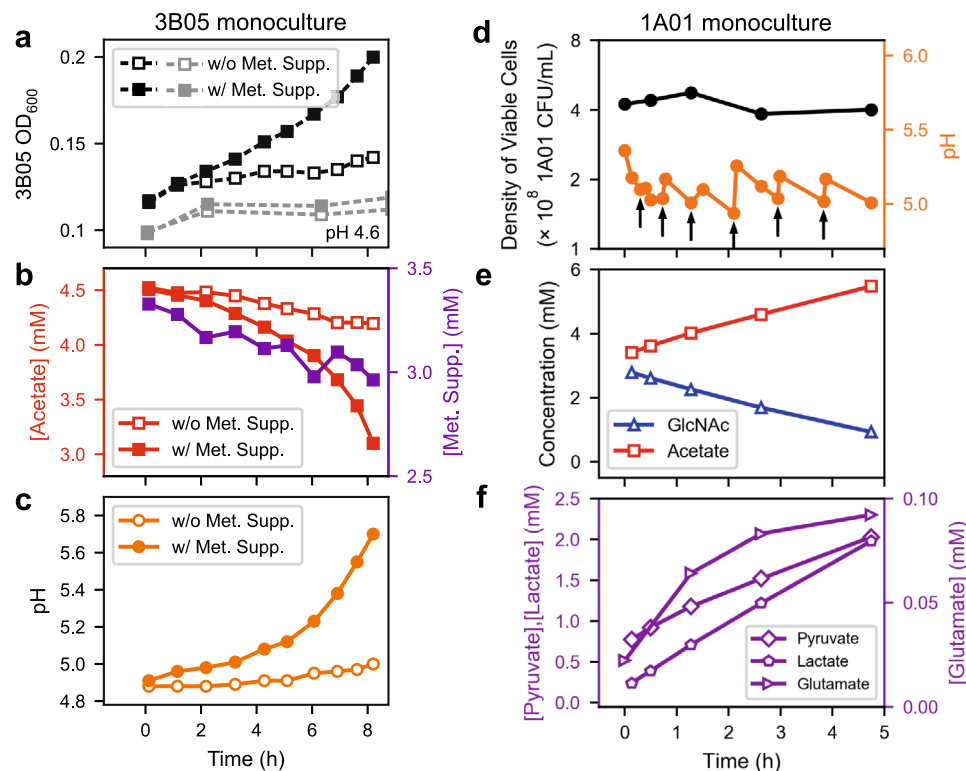 3B05 monoculture
a
3B05 OD600
0.2
0.15
0.1
w/o Met. Supp.
w/ Met. Supp.
pH 4.6
b
[Acetate] (mM)
4.5
4.0
3.5
3.0
w/o Met. Supp.
w/ Met. Supp.
3.5
3.0
2.5
[Met. Supp.] (mM)
c
pH
5.8
5.6
5.4
5.2
5.0
4.8
w/o Met. Supp.
w/ Met. Supp.
0 2 4 6 8
Time (h)
1A01 monoculture
d
Density of Viable Cells
(× 10^8 1A01 CFU/mL)
8
4
2
1
6.0
5.5
5.0
pH
e
Concentration (mM)
6
4
2
0
GlcNAc
Acetate
f
[Pyruvate],[Lactate] (mM)
2.5
2.0
1.5
1.0
0.5
0.0
Pyruvate
Lactate
Glutamate
0.10
0.05
0.00
[Glutamate] (mM)
0 1 2 3 4 5
Time (h)